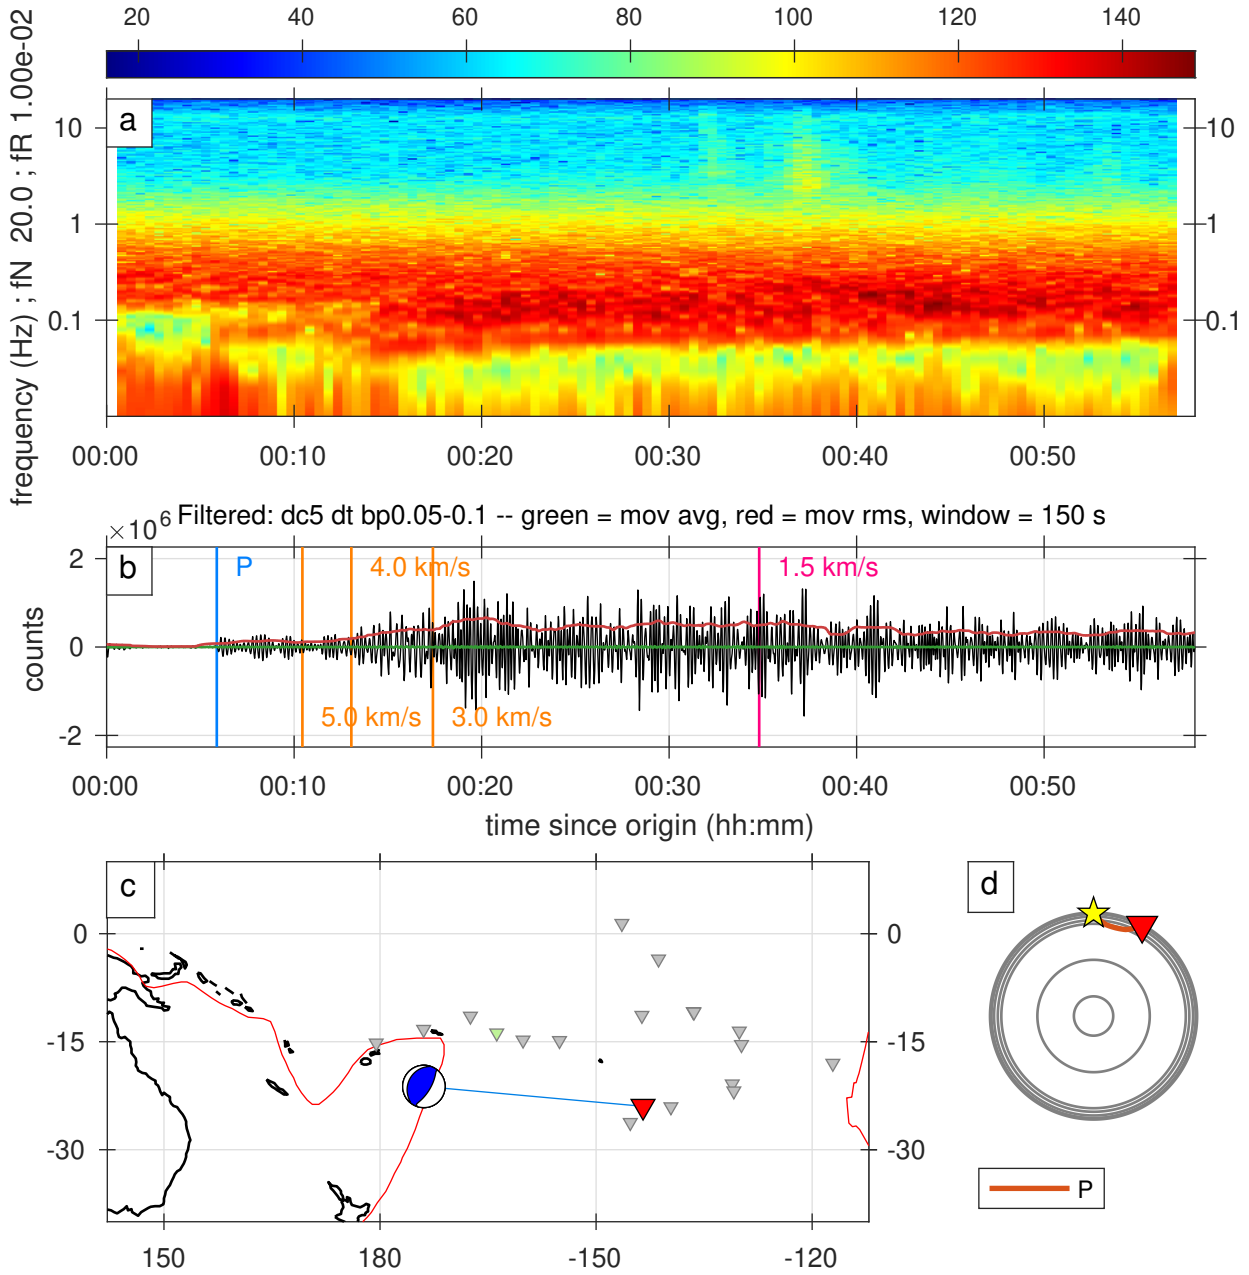 20 40 60 80 100 120 140
frequency (Hz) ; fN 20.0 ; fR 1.00e-02
a
10 10
1 1
0.1 0.1
00:00 00:10 00:20 00:30 00:40 00:50
×10 6 Filtered: dc5 dt bp0.05-0.1 -- green = mov avg, red = mov rms, window = 150 s
b
counts
P 4.0 km/s 1.5 km/s
5.0 km/s 3.0 km/s
2
0
-2
00:00 00:10 00:20 00:30 00:40 00:50
time since origin (hh:mm)
c
0 0
-15 -15
-30 -30
150 180 -150 -120
d
P